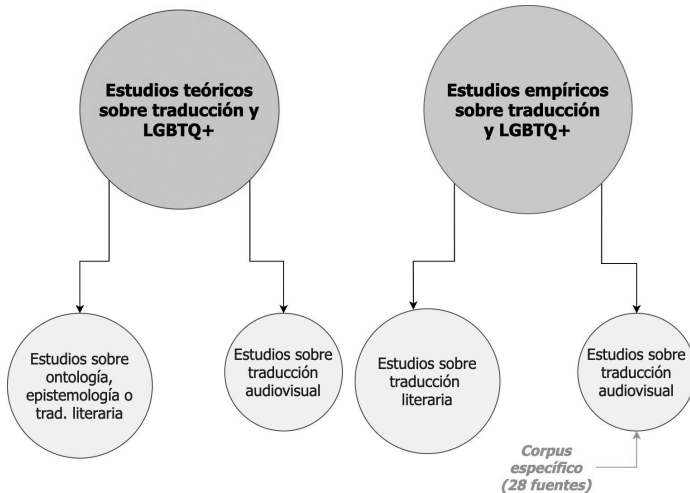 Estudios teóricos
sobre traducción y
LGBTQ+
Estudios empíricos
sobre traducción
y LGBTQ+
Estudios sobre
ontología,
epistemología o
trad. literaria
Estudios sobre
traducción
audiovisual
Estudios sobre
traducción
literaria
Estudios sobre
traducción
audiovisual
Corpus
específico
(28 fuentes)